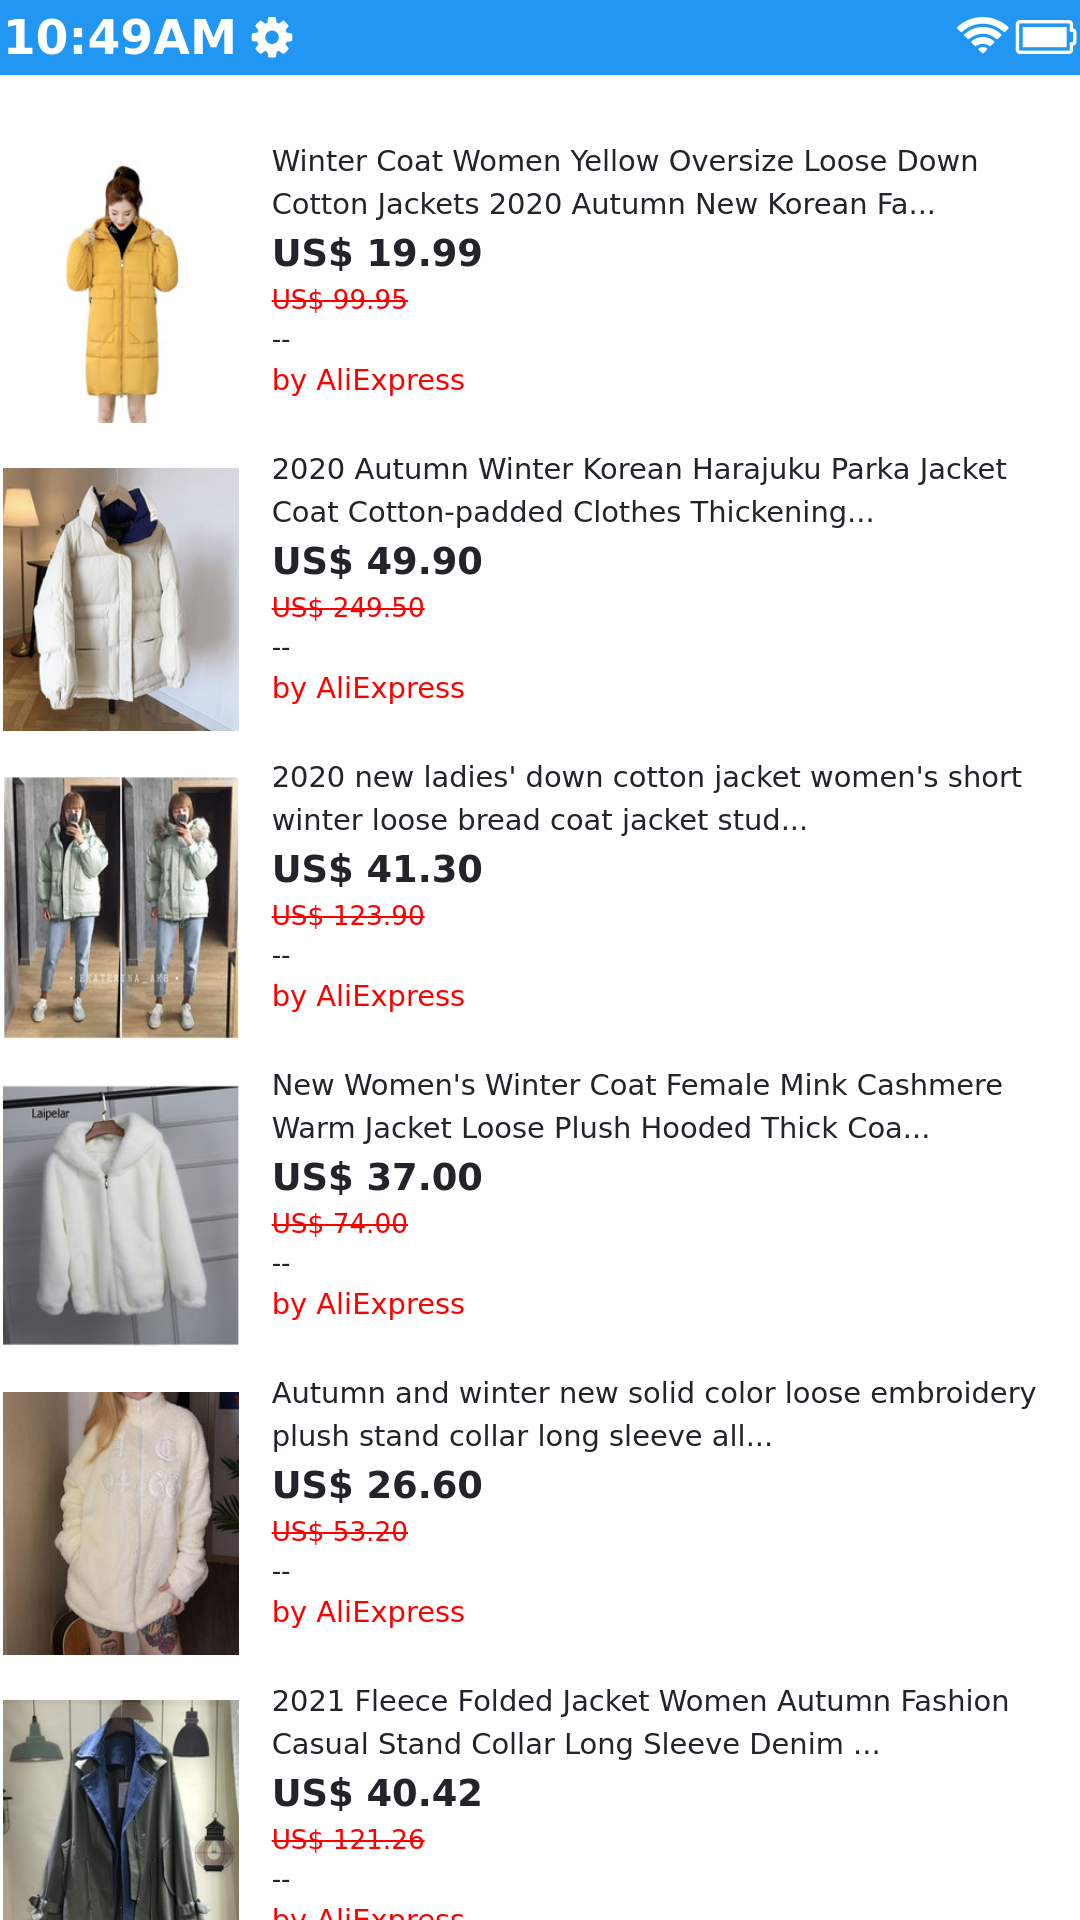 10:49AM
Winter Coat Women Yellow Oversize Loose Down
Cotton Jackets 2020 Autumn New Korean Fa...
US$ 19.99
US$ 99.95
--
by AliExpress
2020 Autumn Winter Korean Harajuku Parka Jacket
Coat Cotton-padded Clothes Thickening...
US$ 49.90
US$ 249.50
--
by AliExpress
2020 new ladies' down cotton jacket women's short
winter loose bread coat jacket stud...
US$ 41.30
US$ 123.90
--
by AliExpress
Laipelar
New Women's Winter Coat Female Mink Cashmere
Warm Jacket Loose Plush Hooded Thick Coa...
US$ 37.00
US$ 74.00
--
by AliExpress
Autumn and winter new solid color loose embroidery
plush stand collar long sleeve all...
US$ 26.60
US$ 53.20
--
by AliExpress
2021 Fleece Folded Jacket Women Autumn Fashion
Casual Stand Collar Long Sleeve Denim ...
US$ 40.42
US$ 121.26
--
by AliExpress